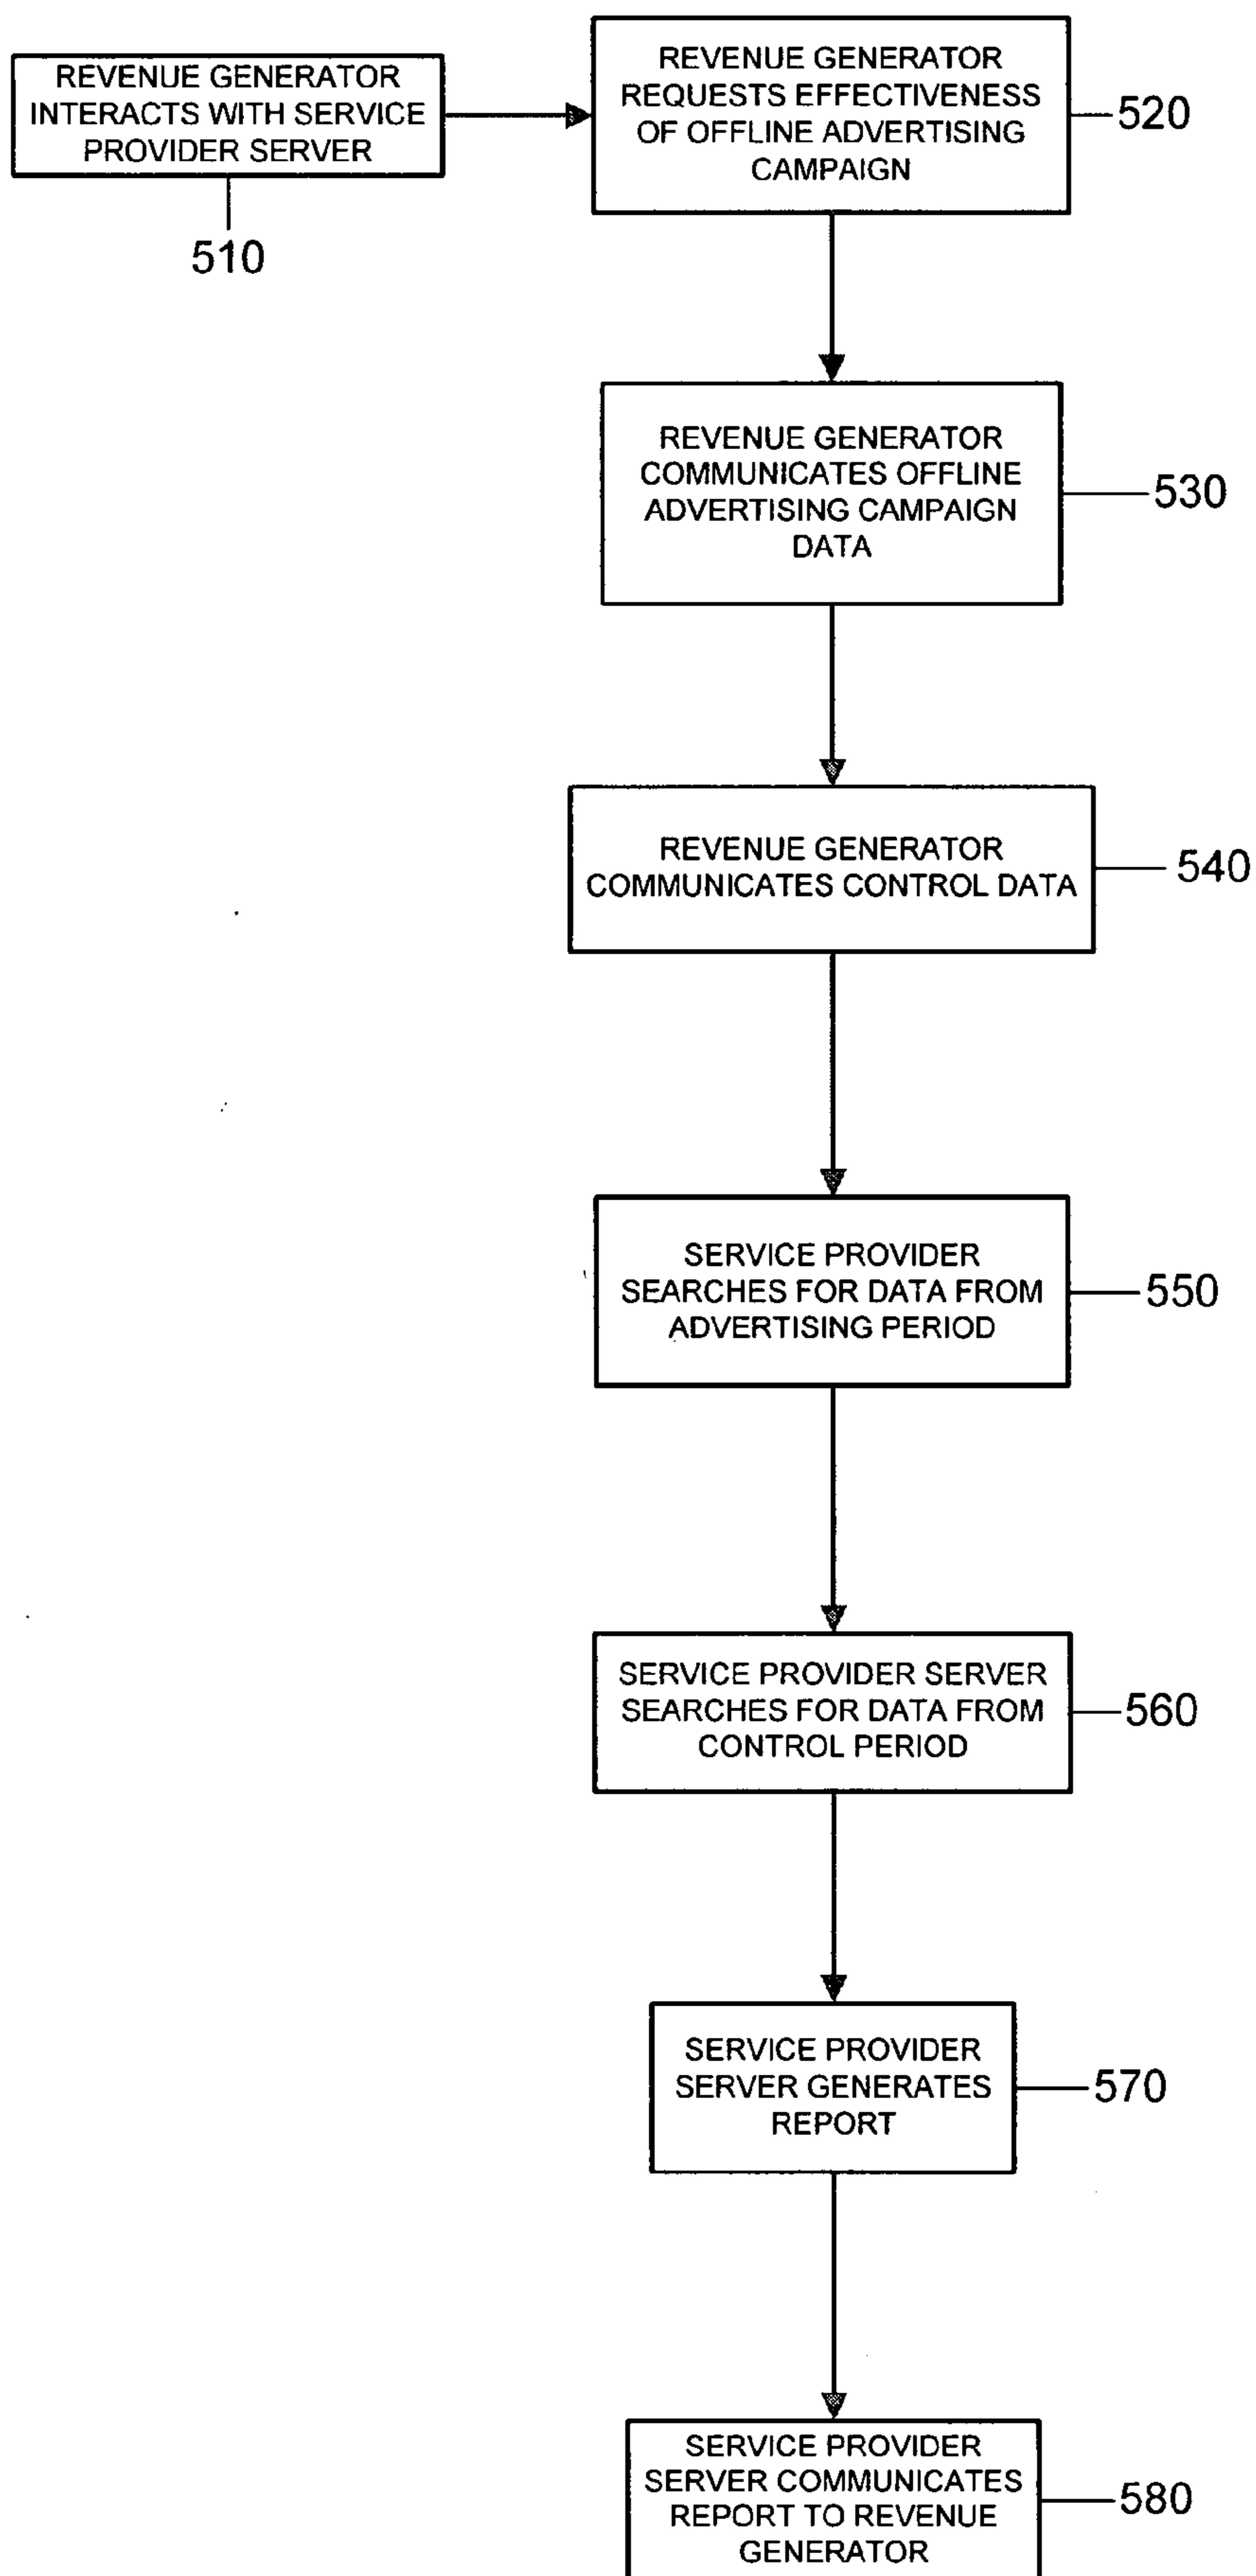 REVENUE GENERATOR
INTERACTS WITH SERVICE
PROVIDER SERVER
510
REVENUE GENERATOR
REQUESTS EFFECTIVENESS
OF OFFLINE ADVERTISING
CAMPAIGN
520
REVENUE GENERATOR
COMMUNICATES OFFLINE
ADVERTISING CAMPAIGN
DATA
530
REVENUE GENERATOR
COMMUNICATES CONTROL DATA
540
SERVICE PROVIDER
SEARCHES FOR DATA FROM
ADVERTISING PERIOD
550
SERVICE PROVIDER SERVER
SEARCHES FOR DATA FROM
CONTROL PERIOD
560
SERVICE PROVIDER
SERVER GENERATES
REPORT
570
SERVICE PROVIDER
SERVER COMMUNICATES
REPORT TO REVENUE
GENERATOR
580